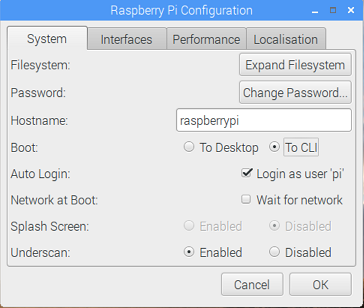 Raspberry Pi Configuration
System Interfaces Performance Localisation
Filesystem: Expand Filesystem
Password: Change Password...
Hostname: raspberrypi
Boot: To Desktop To CLI
Auto Login: Login as user 'pi'
Network at Boot: Wait for network
Splash Screen: Enabled Disabled
Underscan: Enabled Disabled
Cancel OK